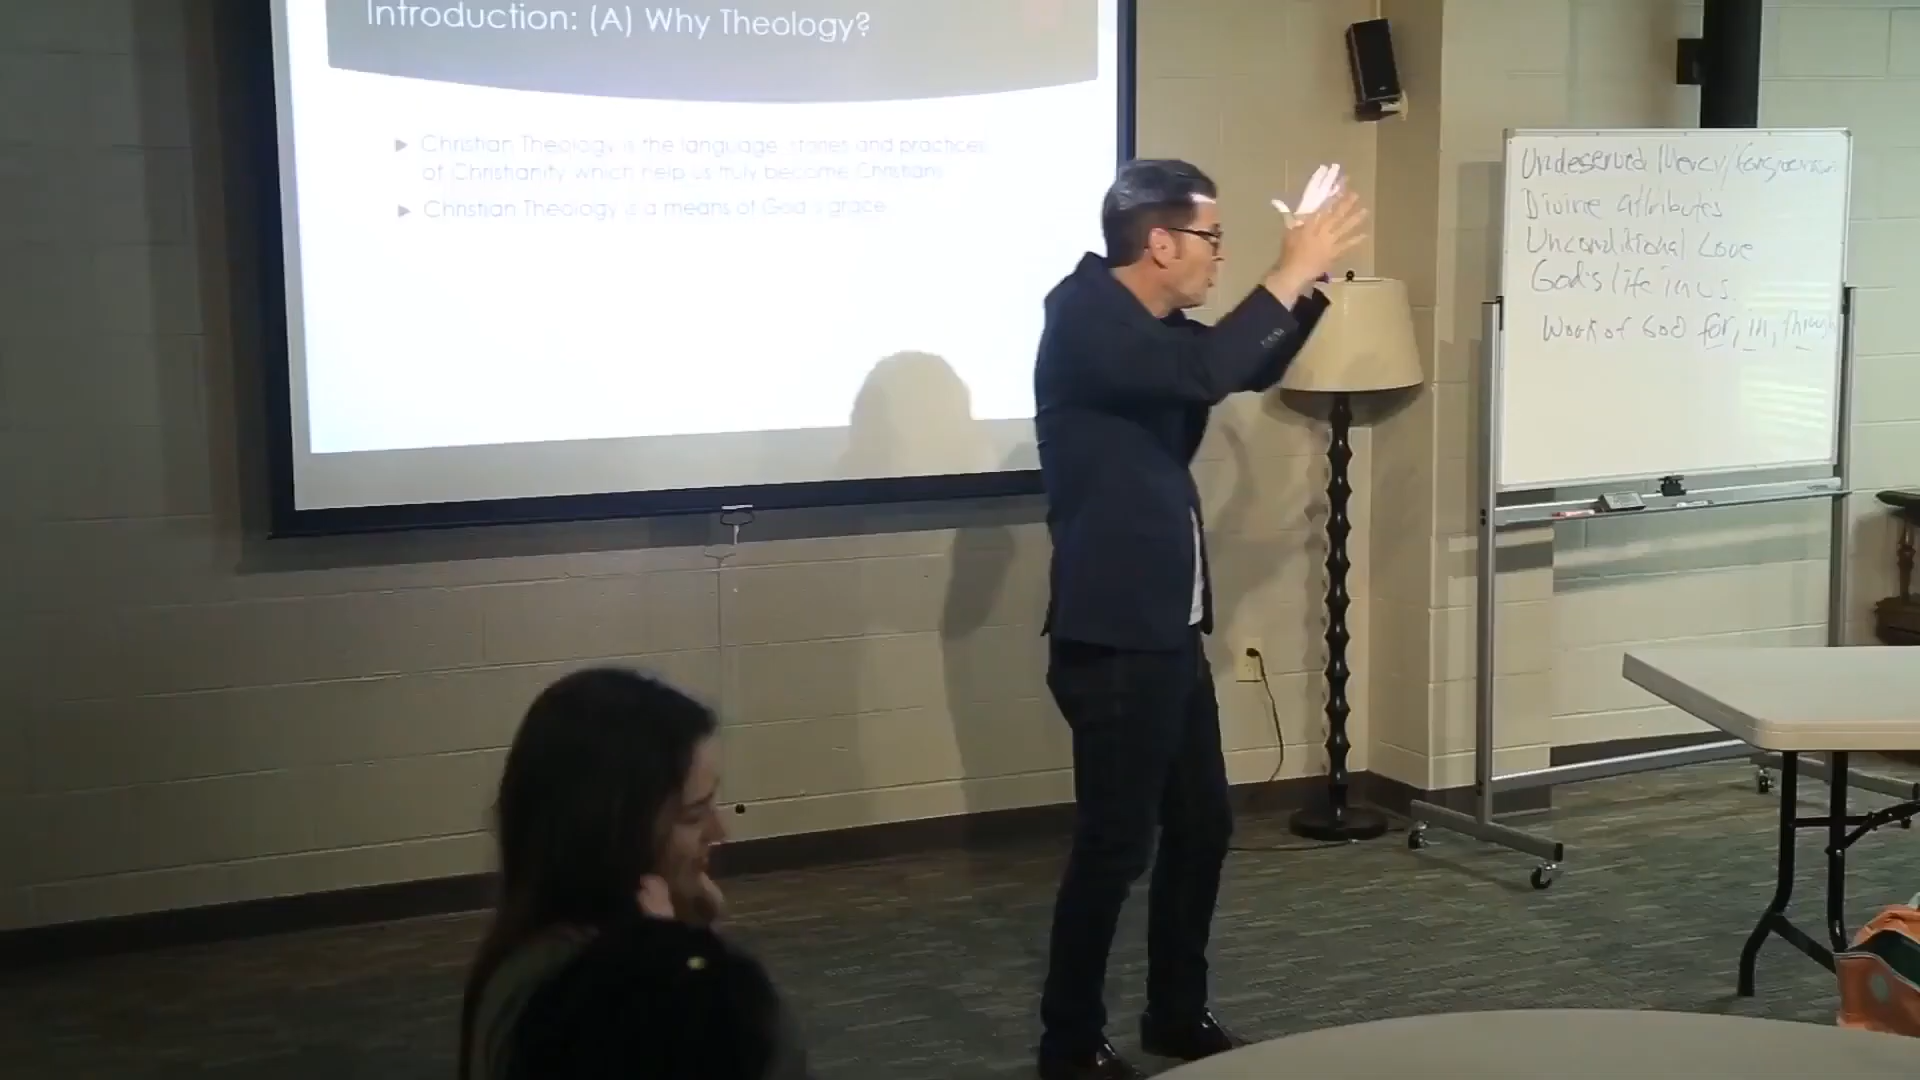 Introduction: (A) Why Theology?
Christian Theology is the language, stories and practices
of Christianity which help us truly become Christians
Christian Theology is a means of God's grace
Undeserved Mercy/forgiveness
Divine attributes
Unconditional Love
God's life in us.
Work of God for, in, through